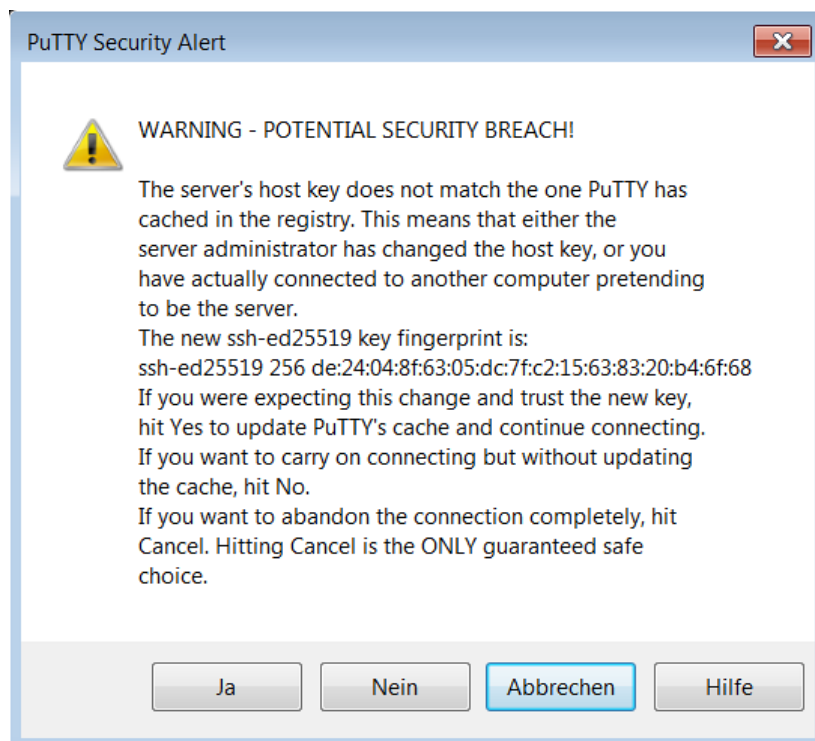 PuTTY Security Alert
WARNING - POTENTIAL SECURITY BREACH!
The server's host key does not match the one PuTTY has
cached in the registry. This means that either the
server administrator has changed the host key, or you
have actually connected to another computer pretending
to be the server.
The new ssh-ed25519 key fingerprint is:
ssh-ed25519 256 de:24:04:8f:63:05:dc:7f:c2:15:63:83:20:b4:6f:68
If you were expecting this change and trust the new key,
hit Yes to update PuTTY's cache and continue connecting.
If you want to carry on connecting but without updating
the cache, hit No.
If you want to abandon the connection completely, hit
Cancel. Hitting Cancel is the ONLY guaranteed safe
choice.
Ja Nein Abbrechen Hilfe